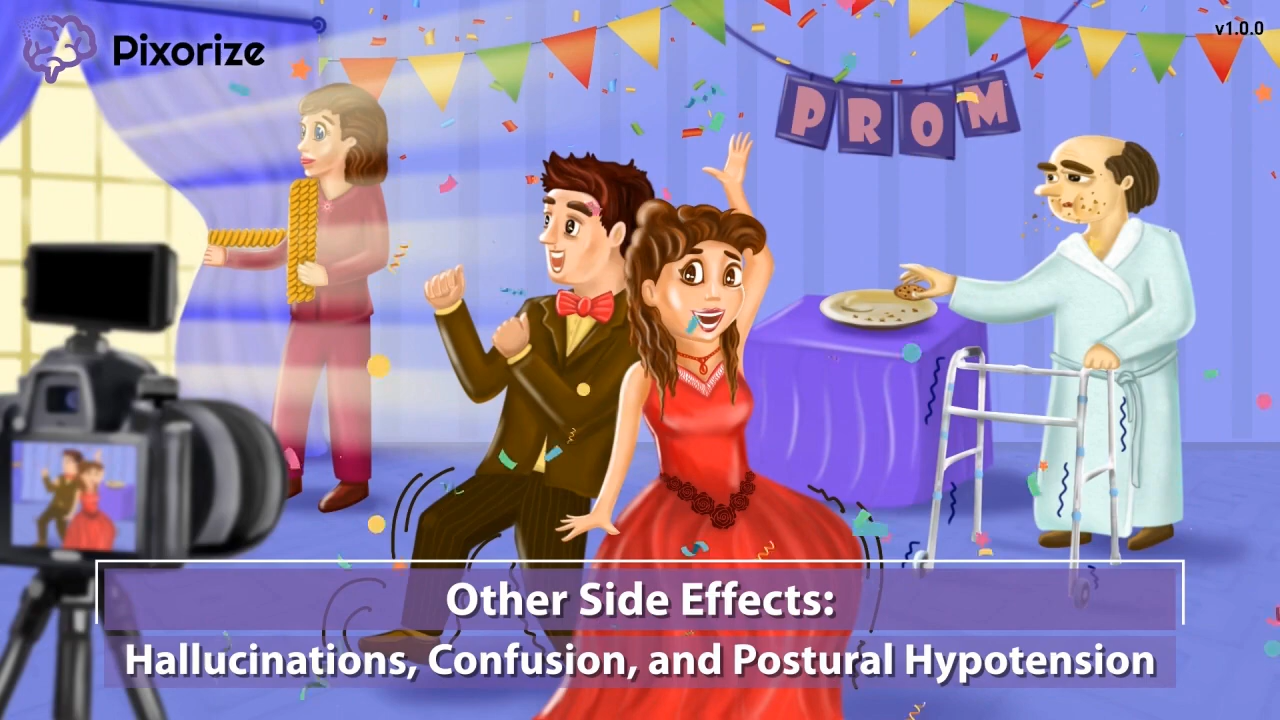 Pixorize
v1.0.0
PROM
Other Side Effects:
Hallucinations, Confusion, and Postural Hypotension